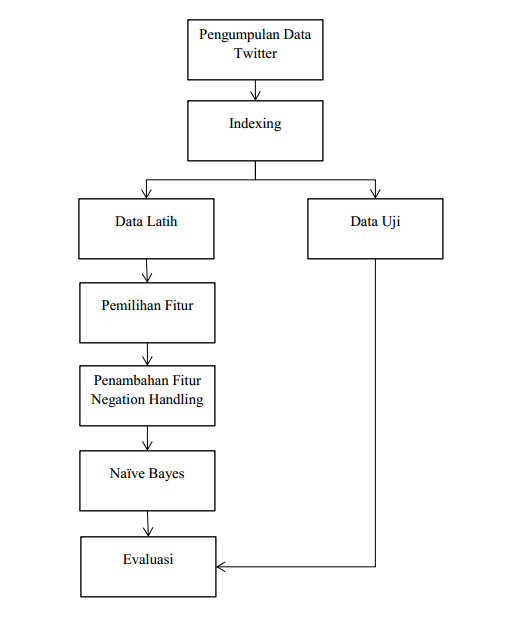 Pengumpulan Data
Twitter
Indexing
Data Latih
Data Uji
Pemilihan Fitur
Penambahan Fitur
Negation Handling
Naïve Bayes
Evaluasi